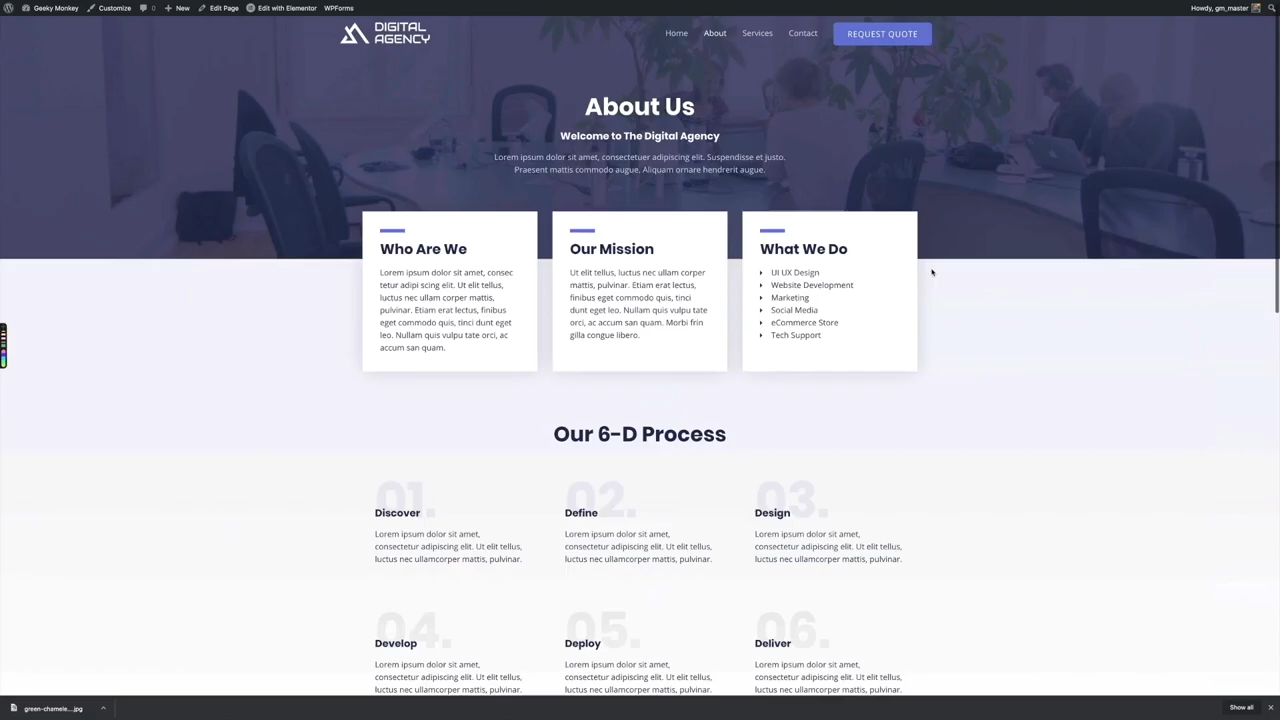 Geeky Monkey Customize 0 New Edit Page Edit with Elementor WPForms Howdy, gm_master
DIGITAL
AGENCY
Home About Services Contact REQUEST QUOTE
About Us
Welcome to The Digital Agency
Lorem ipsum dolor sit amet, consectetuer adipiscing elit. Suspendisse et justo.
Praesent mattis commodo augue. Aliquam ornare hendrerit augue.
Who Are We
Lorem ipsum dolor sit amet, consec
tetur adipi scing elit. Ut elit tellus,
luctus nec ullam corper mattis,
pulvinar. Etiam erat lectus, finibus
eget commodo quis, tinci dunt eget
leo. Nullam quis vulpu tate orci, ac
accum san quam.
Our Mission
Ut elit tellus, luctus nec ullam corper
mattis, pulvinar. Etiam erat lectus,
finibus eget commodo quis, tinci
dunt eget leo. Nullam quis vulpu tate
orci, ac accum san quam. Morbi frin
gilla congue libero.
What We Do
UI UX Design
Website Development
Marketing
Social Media
eCommerce Store
Tech Support
Our 6-D Process
01.
Discover
Lorem ipsum dolor sit amet,
consectetur adipiscing elit. Ut elit tellus,
luctus nec ullamcorper mattis, pulvinar.
02.
Define
Lorem ipsum dolor sit amet,
consectetur adipiscing elit. Ut elit tellus,
luctus nec ullamcorper mattis, pulvinar.
03.
Design
Lorem ipsum dolor sit amet,
consectetur adipiscing elit. Ut elit tellus,
luctus nec ullamcorper mattis, pulvinar.
04.
Develop
Lorem ipsum dolor sit amet,
consectetur adipiscing elit. Ut elit tellus,
luctus nec ullamcorper mattis, pulvinar.
05.
Deploy
Lorem ipsum dolor sit amet,
consectetur adipiscing elit. Ut elit tellus,
luctus nec ullamcorper mattis, pulvinar.
06.
Deliver
Lorem ipsum dolor sit amet,
consectetur adipiscing elit. Ut elit tellus,
luctus nec ullamcorper mattis, pulvinar.
green-chamele....jpg Show all